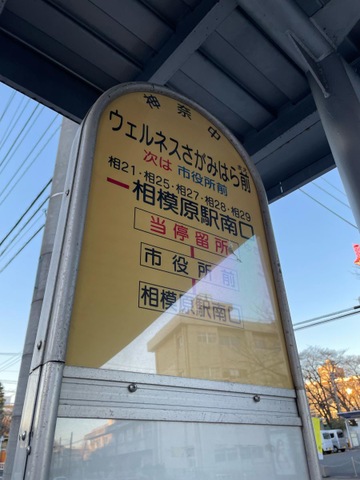 神奈中
ウェルネスさがみはら前
次は 市役所前
相21・相25・相27・相28・相29
相模原駅南口
当停留所
市役所前
相模原駅南口